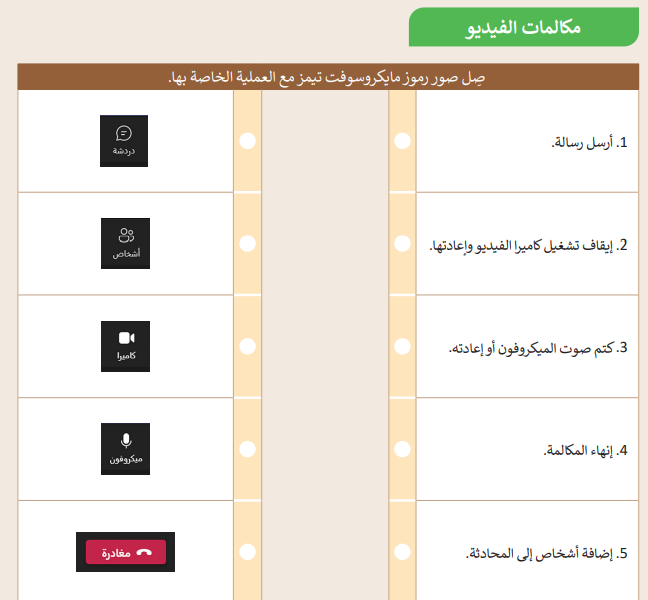 مكالمات الفيديو
صِل صور رموز مايكروسوفت تيمز مع العملية الخاصة بها.
1. أرسل رسالة.
دردشة
2. إيقاف تشغيل كاميرا الفيديو وإعادتها.
أشخاص
3. كتم صوت الميكروفون أو إعادته.
كاميرا
4. إنهاء المكالمة.
ميكروفون
5. إضافة أشخاص إلى المحادثة.
مغادرة